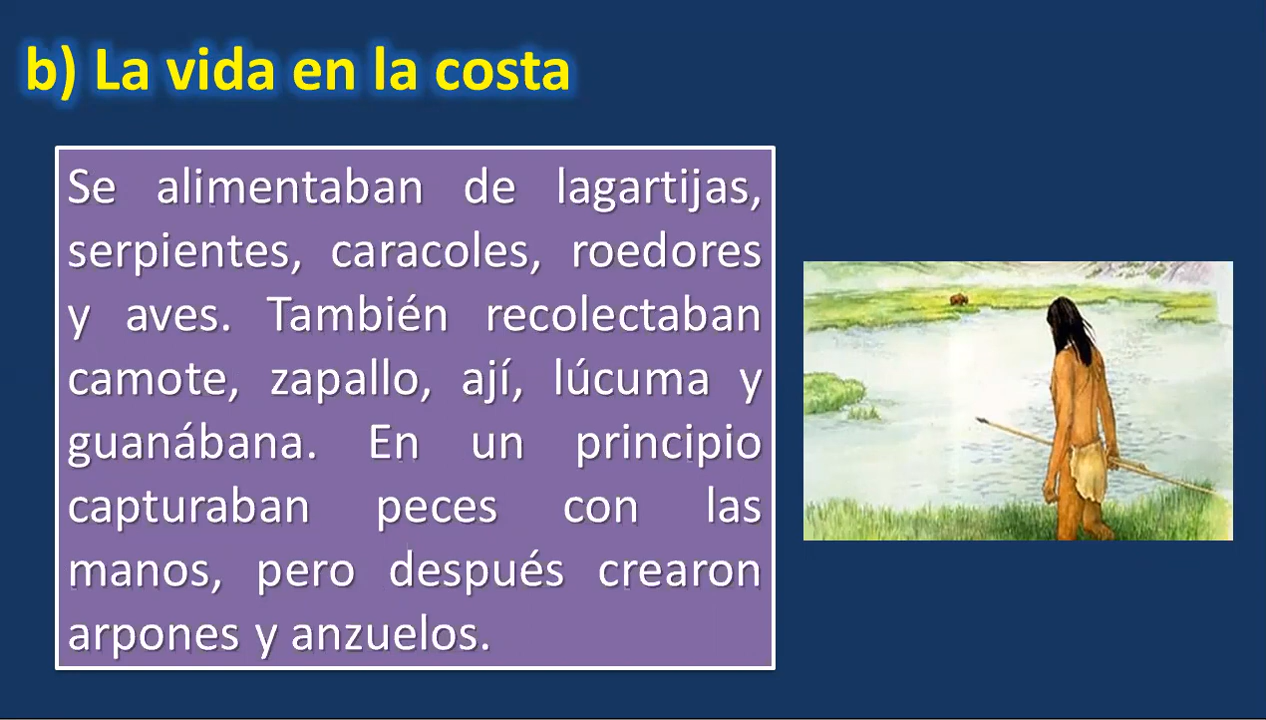 b) La vida en la costa
Se alimentaban de lagartijas,
serpientes, caracoles, roedores
y aves. También recolectaban
camote, zapallo, ají, lúcuma y
guanábana. En un principio
capturaban peces con las
manos, pero después crearon
arpones y anzuelos.